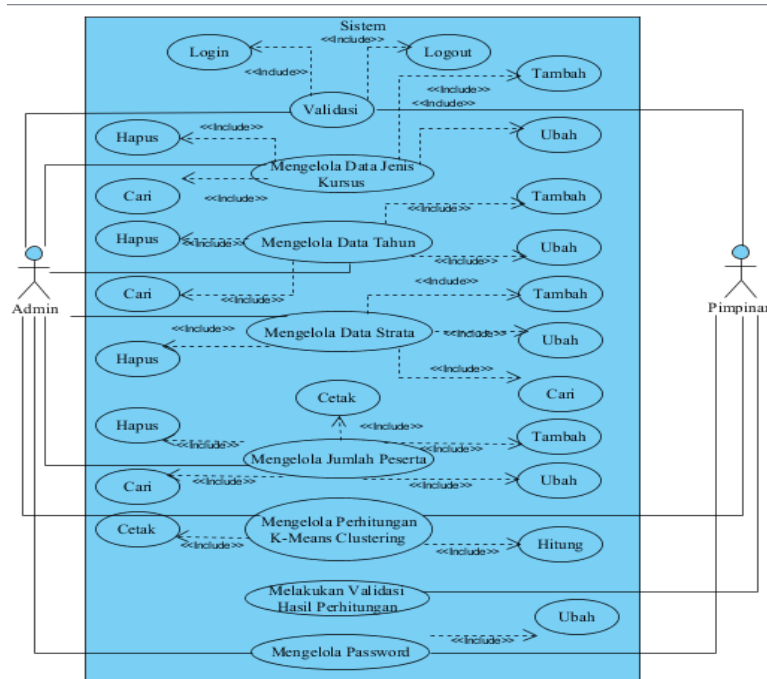 Sistem
<<Include>>
Login
Logout
<<Include>>
Tambah
<<Include>>
<<Include>>
Validasi
Hapus
<<Include>>
<<Include>>
Ubah
Mengelola Data Jenis
Kursus
Cari
<<Include>>
Tambah
<<Include>>
Hapus
<<Include>>
Mengelola Data Tahun
Ubah
<<Include>>
Cari
<<Include>>
<<Include>>
Tambah
Admin
Pimpinan
<<Include>>
Mengelola Data Strata
<<Include>>
Ubah
Hapus
<<Include>>
Cari
Cetak
Hapus
<<Include>>
<<Include>>
<<Include>>
Tambah
Mengelola Jumlah Peserta
Cari
<<Include>>
<<Include>>
Ubah
Cetak
<<Include>>
Mengelola Perhitungan
K-Means Clustering
<<Include>>
Hitung
Melakukan Validasi
Hasil Perhitungan
Ubah
<<Include>>
Mengelola Password